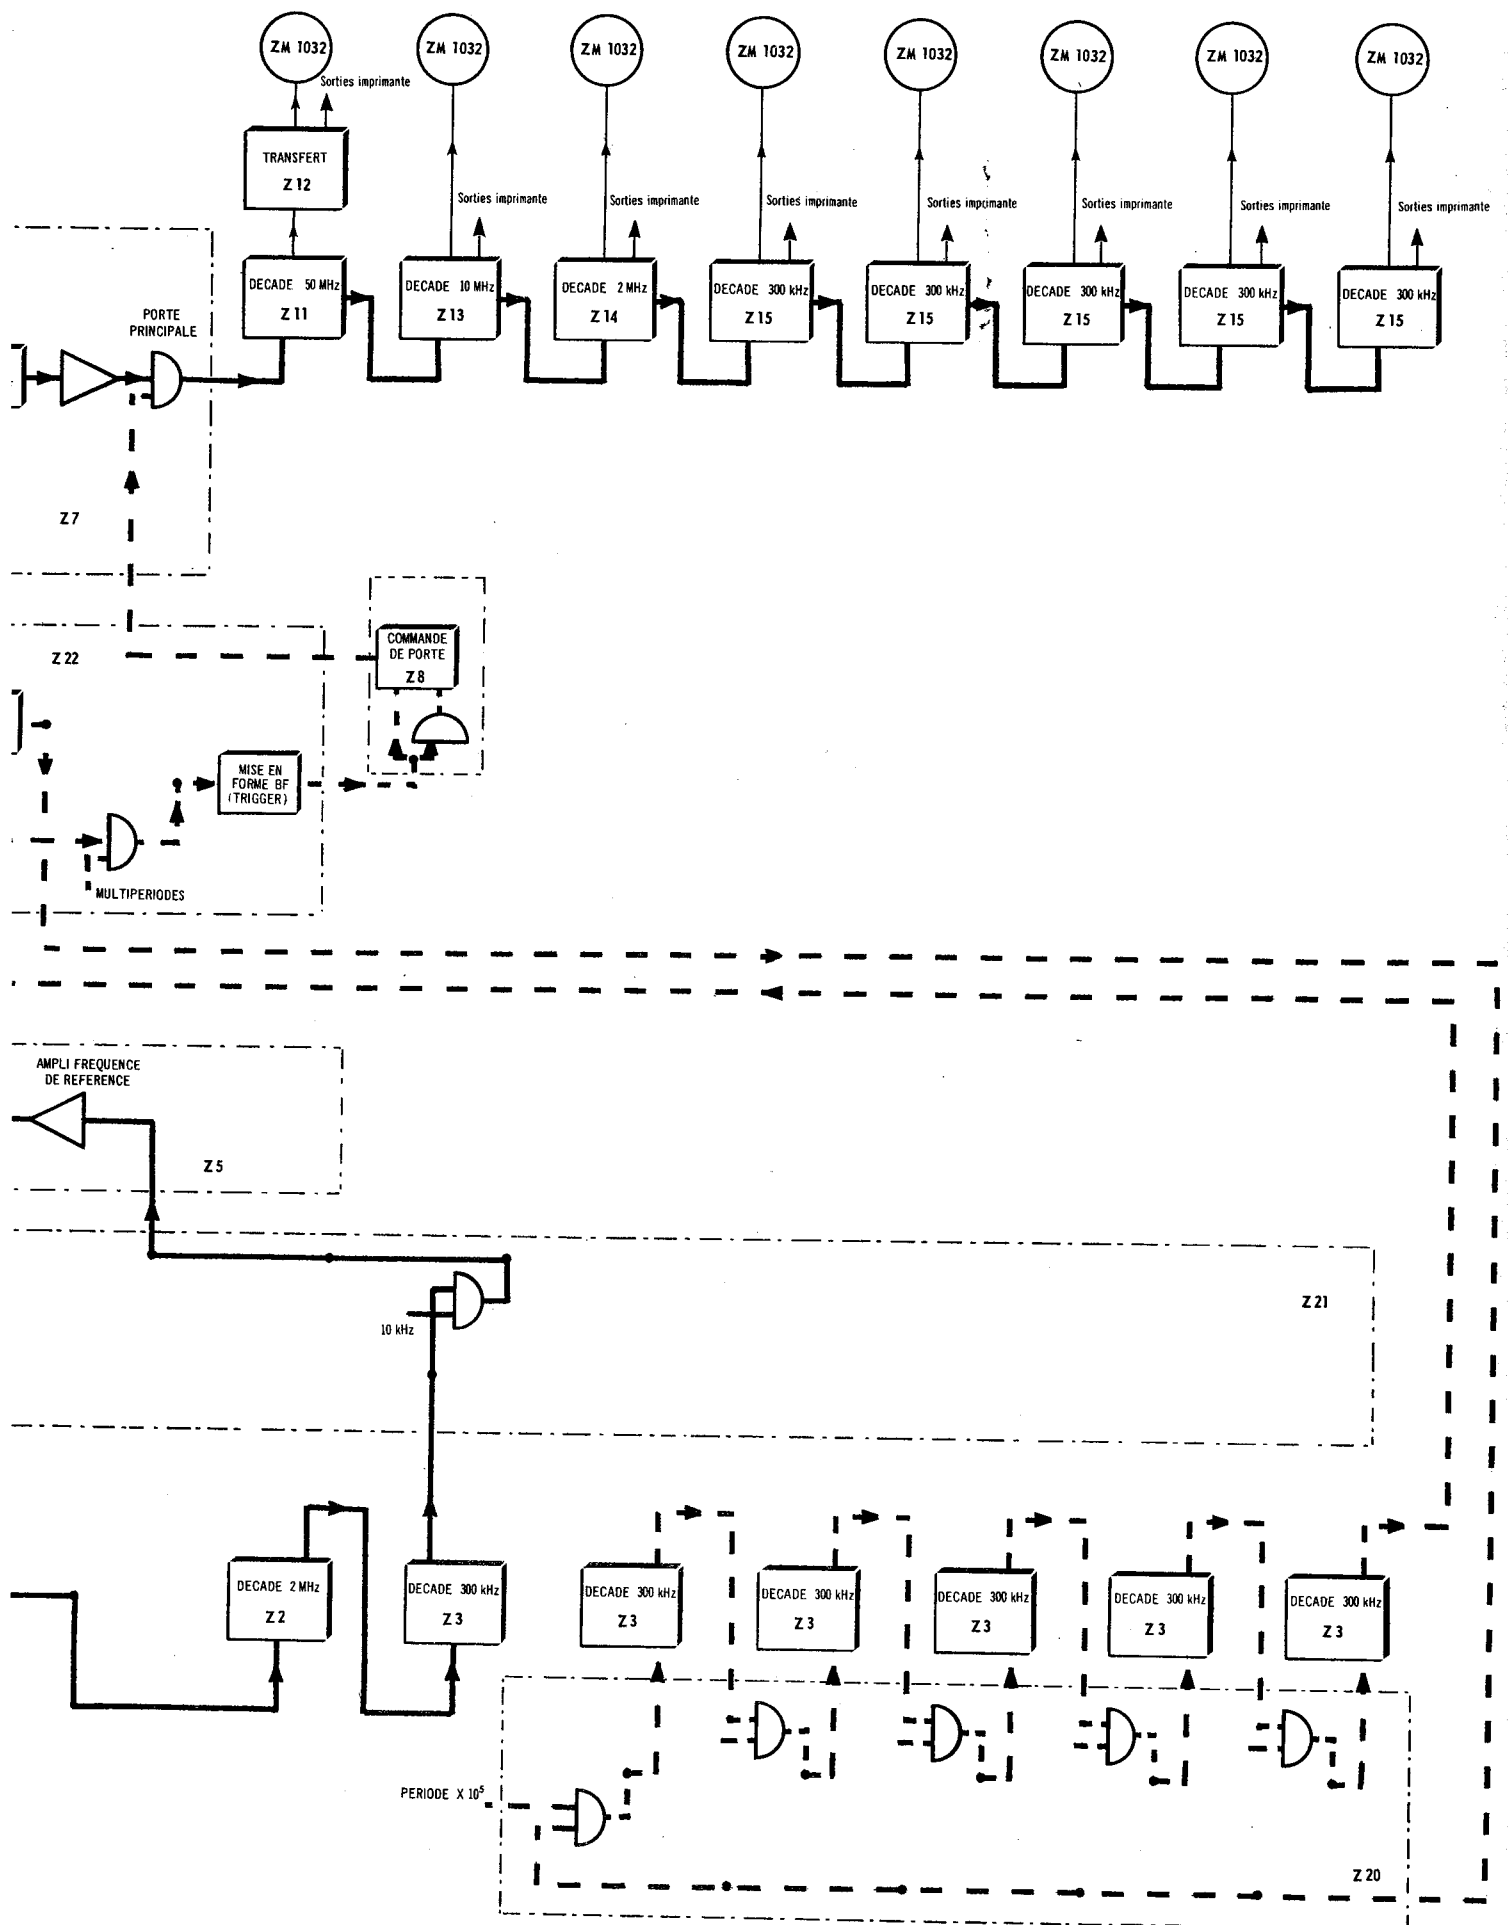 ZM 1032
ZM 1032
ZM 1032
ZM 1032
ZM 1032
ZM 1032
ZM 1032
ZM 1032
Sorties imprimante
TRANSFERT
Z 12
Sorties imprimante
Sorties imprimante
Sorties imprimante
Sorties imprimante
Sorties imprimante
Sorties imprimante
Sorties imprimante
DECADE 50 MHz
Z 11
DECADE 10 MHz
Z 13
DECADE 2 MHz
Z 14
DECADE 300 kHz
Z 15
DECADE 300 kHz
Z 15
DECADE 300 kHz
Z 15
DECADE 300 kHz
Z 15
DECADE 300 kHz
Z 15
PORTE
PRINCIPALE
Z 7
Z 22
COMMANDE
DE PORTE
Z 8
MISE EN
FORME BF
(TRIGGER)
MULTIPERIODES
AMPLI FREQUENCE
DE REFERENCE
Z 5
Z 21
10 kHz
DECADE 2 MHz
Z 2
DECADE 300 kHz
Z 3
DECADE 300 kHz
Z 3
DECADE 300 kHz
Z 3
DECADE 300 kHz
Z 3
DECADE 300 kHz
Z 3
DECADE 300 kHz
Z 3
PERIODE X 10⁵
Z 20